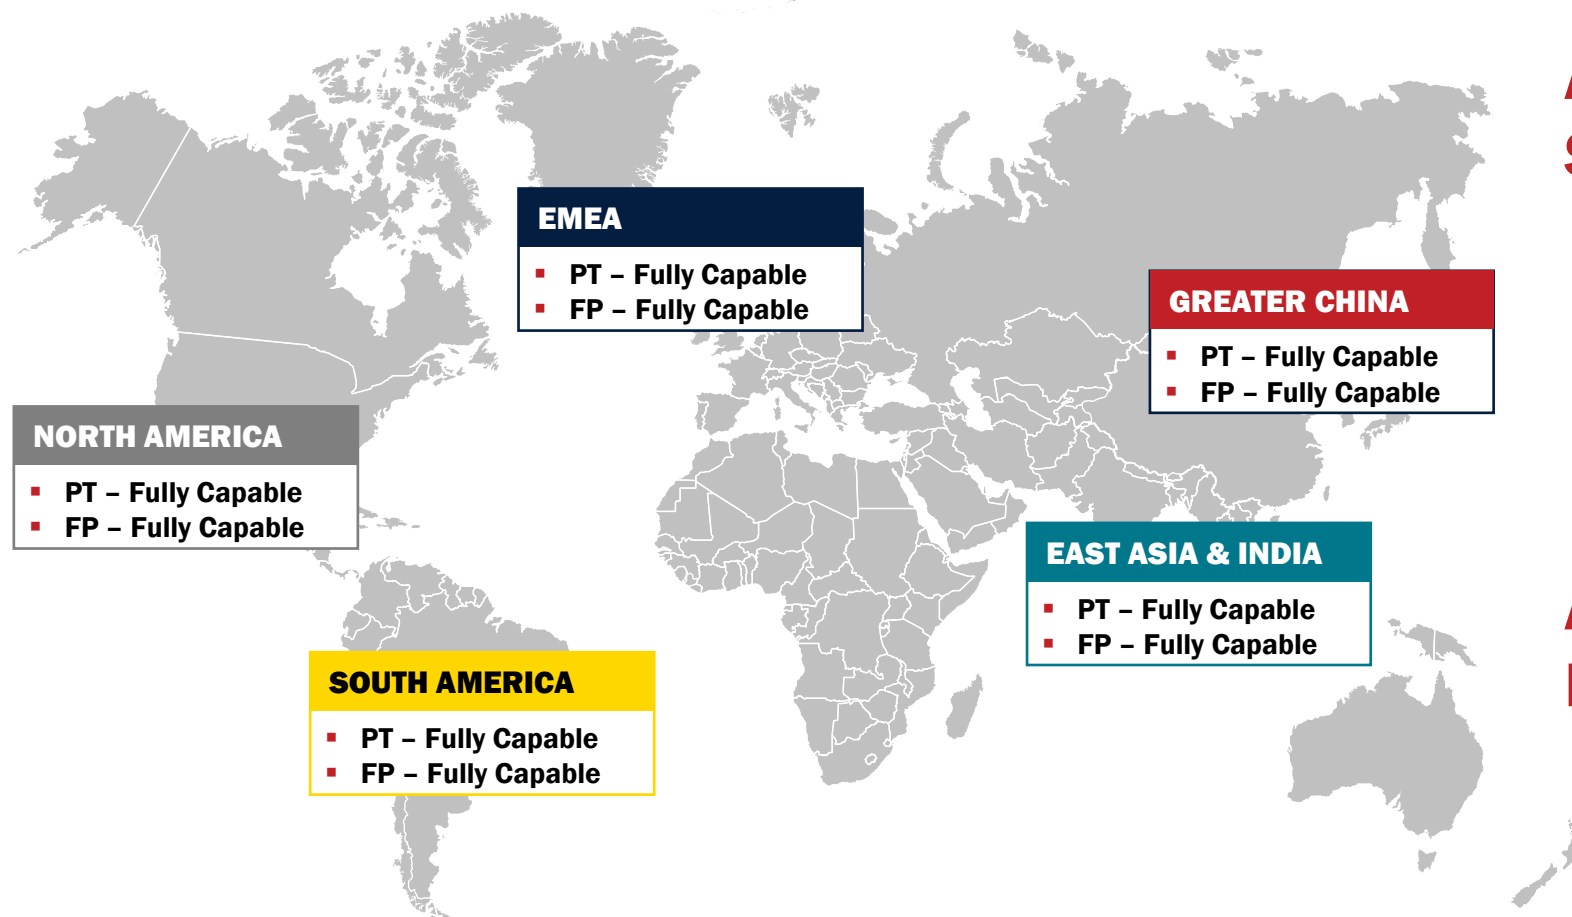 EMEA
▪ PT – Fully Capable
▪ FP – Fully Capable
GREATER CHINA
▪ PT – Fully Capable
▪ FP – Fully Capable
NORTH AMERICA
▪ PT – Fully Capable
▪ FP – Fully Capable
EAST ASIA & INDIA
▪ PT – Fully Capable
▪ FP – Fully Capable
SOUTH AMERICA
▪ PT – Fully Capable
▪ FP – Fully Capable